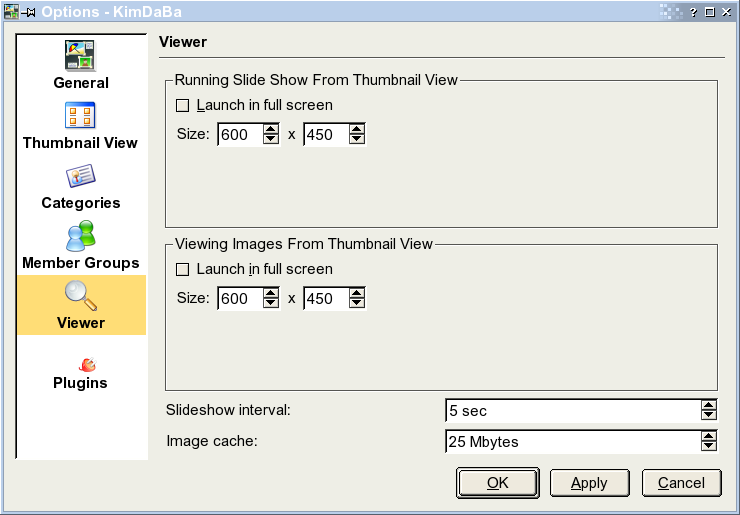 Options - KimDaBa
General
Thumbnail View
Categories
Member Groups
Viewer
Plugins
Viewer
Running Slide Show From Thumbnail View
Launch in full screen
Size: 600 x 450
Viewing Images From Thumbnail View
Launch in full screen
Size: 600 x 450
Slideshow interval: 5 sec
Image cache: 25 Mbytes
OK Apply Cancel